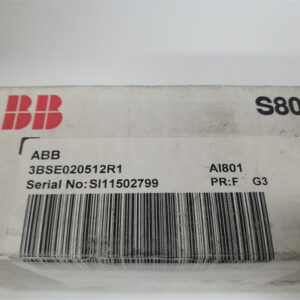 BB
S80
ABB
3BSE020512R1 AI801
Serial No: SI11502799 PR:F G3